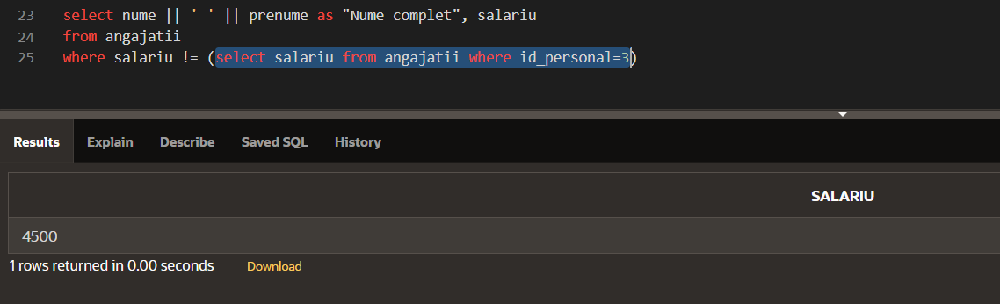 23 select nume || ' ' || prenume as "Nume complet", salariu
24 from angajatii
25 where salariu != (select salariu from angajatii where id_personal=3)
Results Explain Describe Saved SQL History
SALARIU
4500
1 rows returned in 0.00 seconds Download